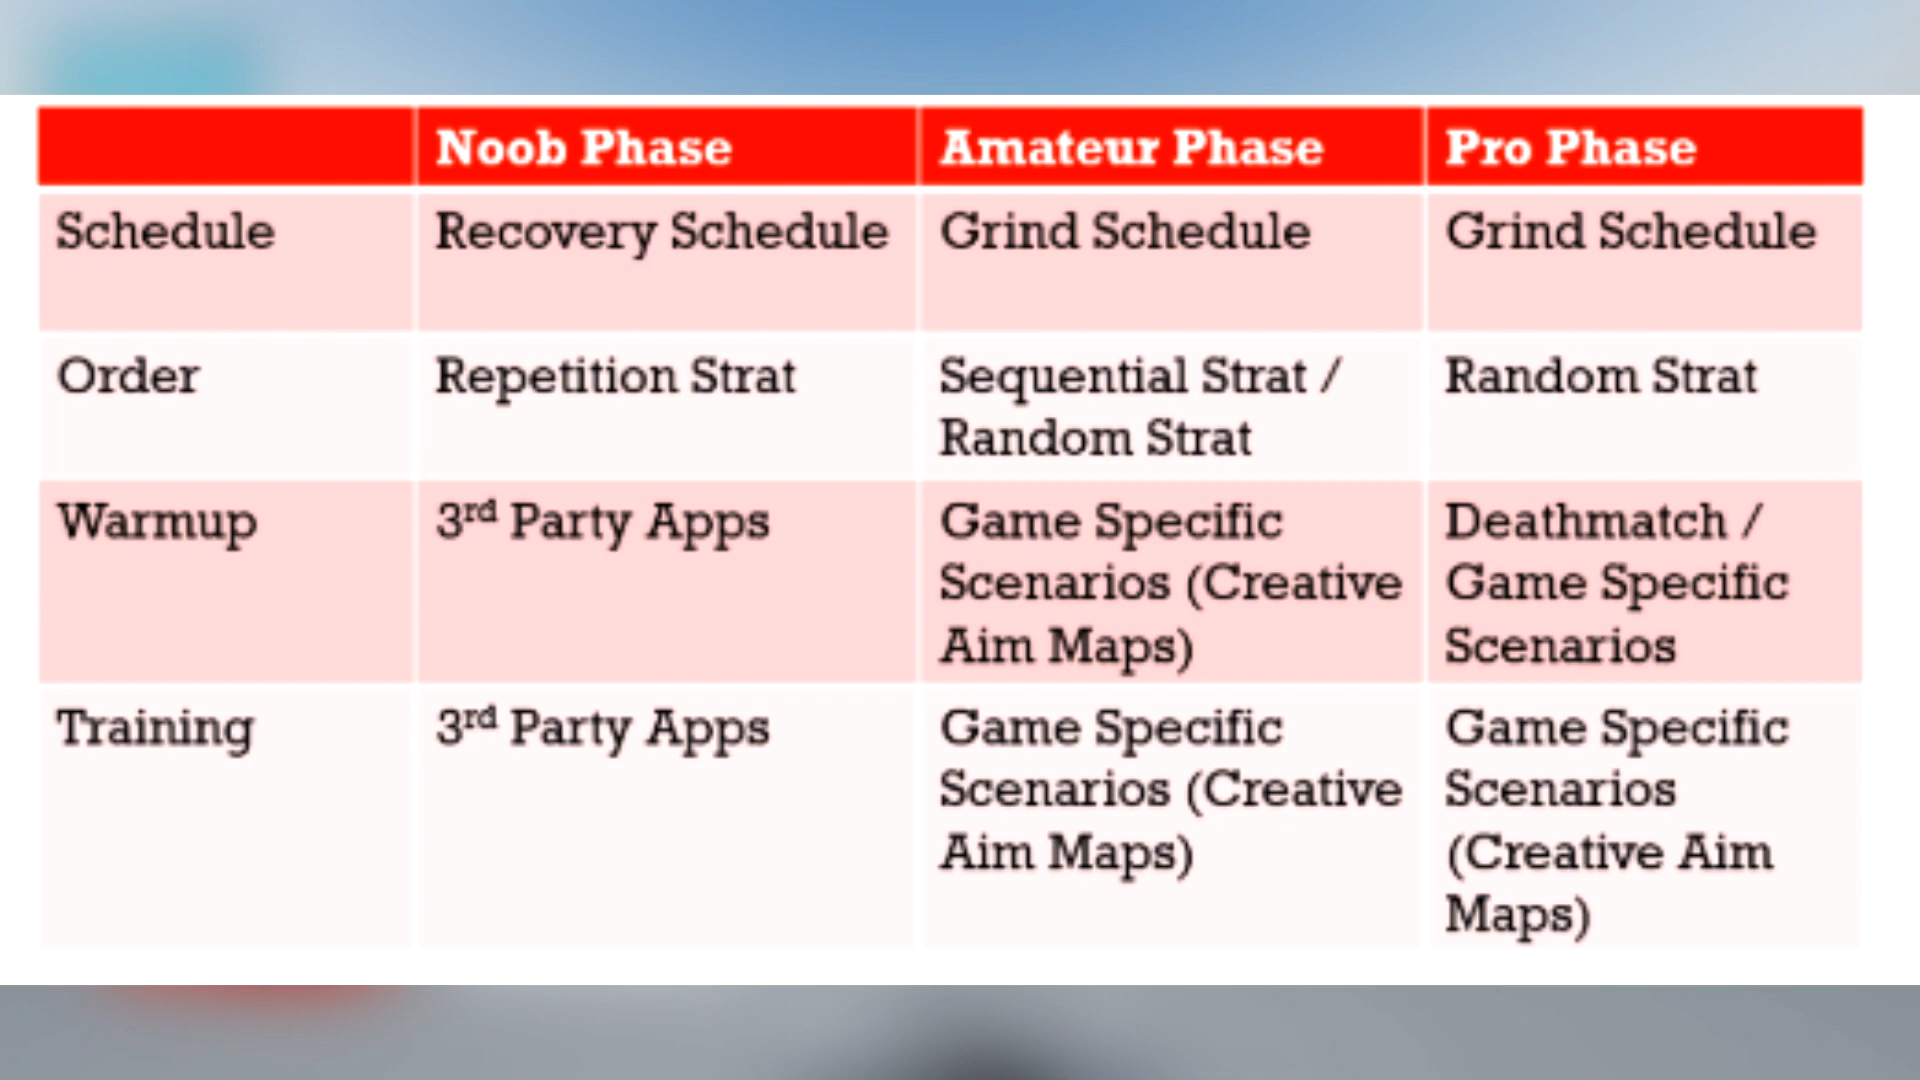 Noob Phase Amateur Phase Pro Phase
Schedule Recovery Schedule Grind Schedule Grind Schedule
Order Repetition Strat Sequential Strat / Random Strat
Random Strat
Warmup 3rd Party Apps Game Specific Deathmatch /
Scenarios (Creative Game Specific
Aim Maps) Scenarios
Training 3rd Party Apps Game Specific Game Specific
Scenarios (Creative Scenarios
Aim Maps) (Creative Aim
Maps)